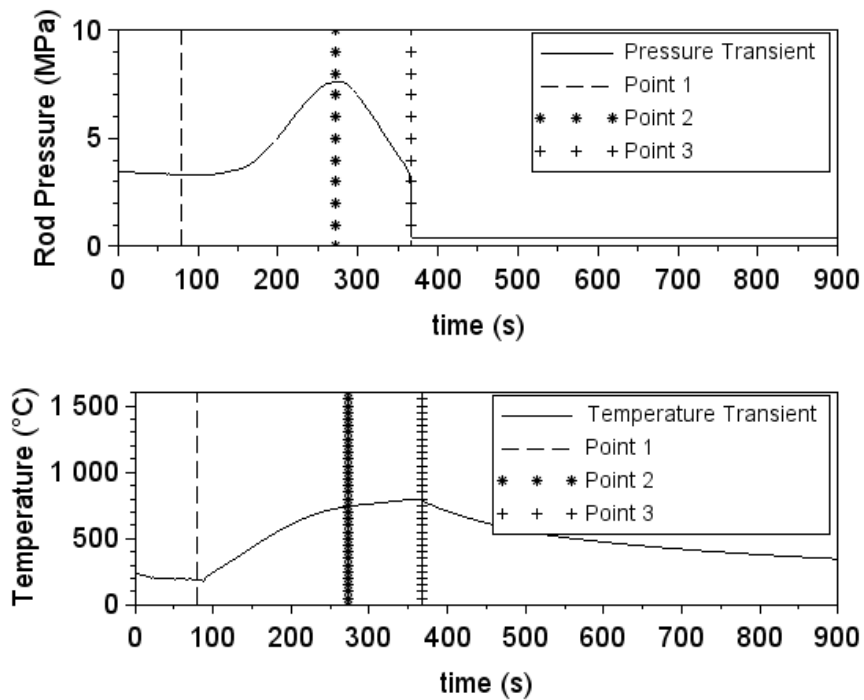 Rod Pressure (MPa)
10
5
0
Pressure Transient
Point 1
Point 2
Point 3
0 100 200 300 400 500 600 700 800 900
time (s)
Temperature (°C)
1 500
1 000
500
0
Temperature Transient
Point 1
Point 2
Point 3
0 100 200 300 400 500 600 700 800 900
time (s)